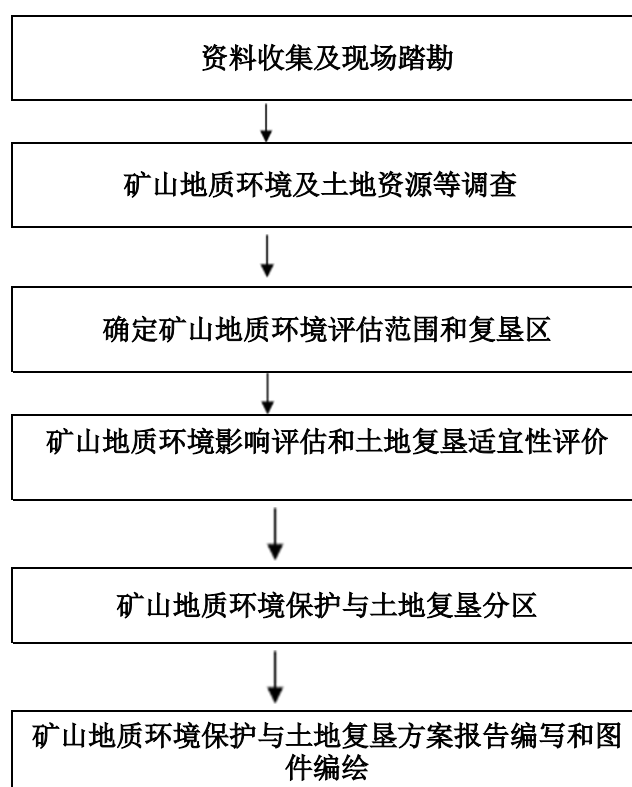 资料收集及现场踏勘
矿山地质环境及土地资源等调查
确定矿山地质环境评估范围和复垦区
矿山地质环境影响评估和土地复垦适宜性评价
矿山地质环境保护与土地复垦分区
矿山地质环境保护与土地复垦方案报告编写和图
件编绘